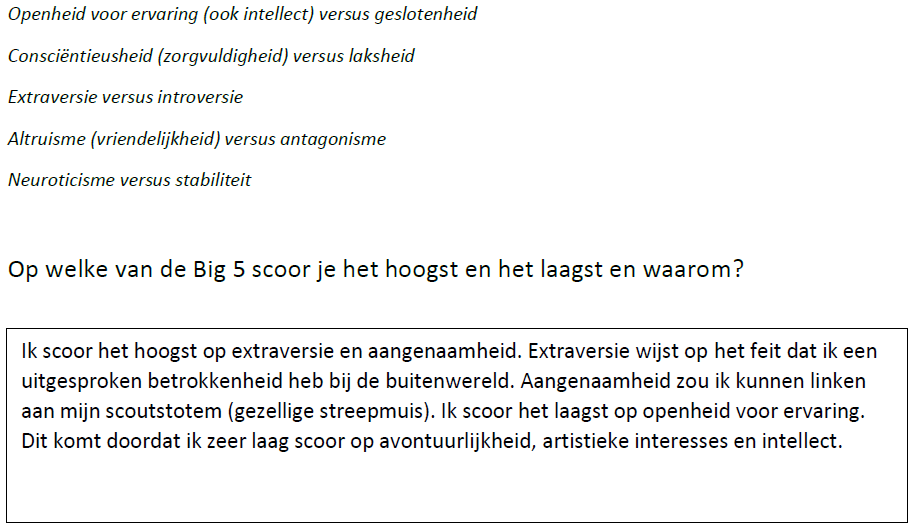 Openheid voor ervaring (ook intellect) versus geslotenheid
Consciëntieusheid (zorgvuldigheid) versus laksheid
Extraversie versus introversie
Altruisme (vriendelijkheid) versus antagonisme
Neuroticisme versus stabiliteit
Op welke van de Big 5 scoor je het hoogst en het laagst en waarom?
Ik scoor het hoogst op extraversie en aangenaamheid. Extraversie wijst op het feit dat ik een
uitgesproken betrokkenheid heb bij de buitenwereld. Aangenaamheid zou ik kunnen linken
aan mijn scoutstotem (gezellige streepmuis). Ik scoor het laagst op openheid voor ervaring.
Dit komt doordat ik zeer laag scoor op avontuurlijkheid, artistieke interesses en intellect.